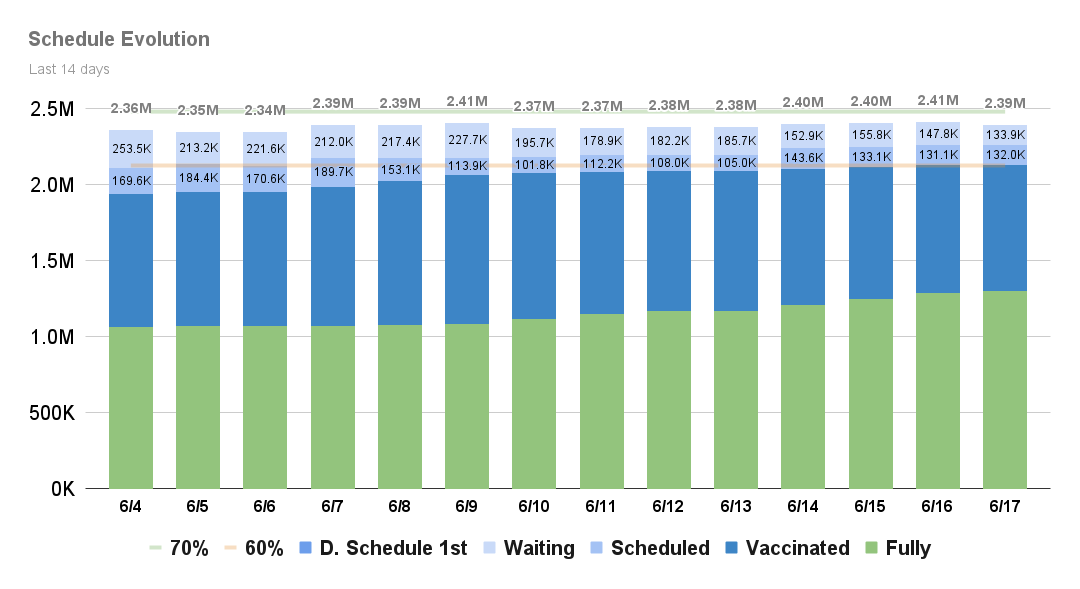 Schedule Evolution
Last 14 days
2.36M 2.35M 2.34M 2.39M 2.39M 2.41M 2.37M 2.37M 2.38M 2.38M 2.40M 2.40M 2.41M 2.39M
2.5M
253.5K 213.2K 221.6K 212.0K 217.4K 227.7K 195.7K 178.9K 182.2K 185.7K 152.9K 155.8K 147.8K 133.9K
169.6K 184.4K 170.6K 189.7K 153.1K 113.9K 101.8K 112.2K 108.0K 105.0K 143.6K 133.1K 131.1K 132.0K
2.0M
1.5M
1.0M
500K
0K
6/4 6/5 6/6 6/7 6/8 6/9 6/10 6/11 6/12 6/13 6/14 6/15 6/16 6/17
70% 60% D. Schedule 1st Waiting Scheduled Vaccinated Fully